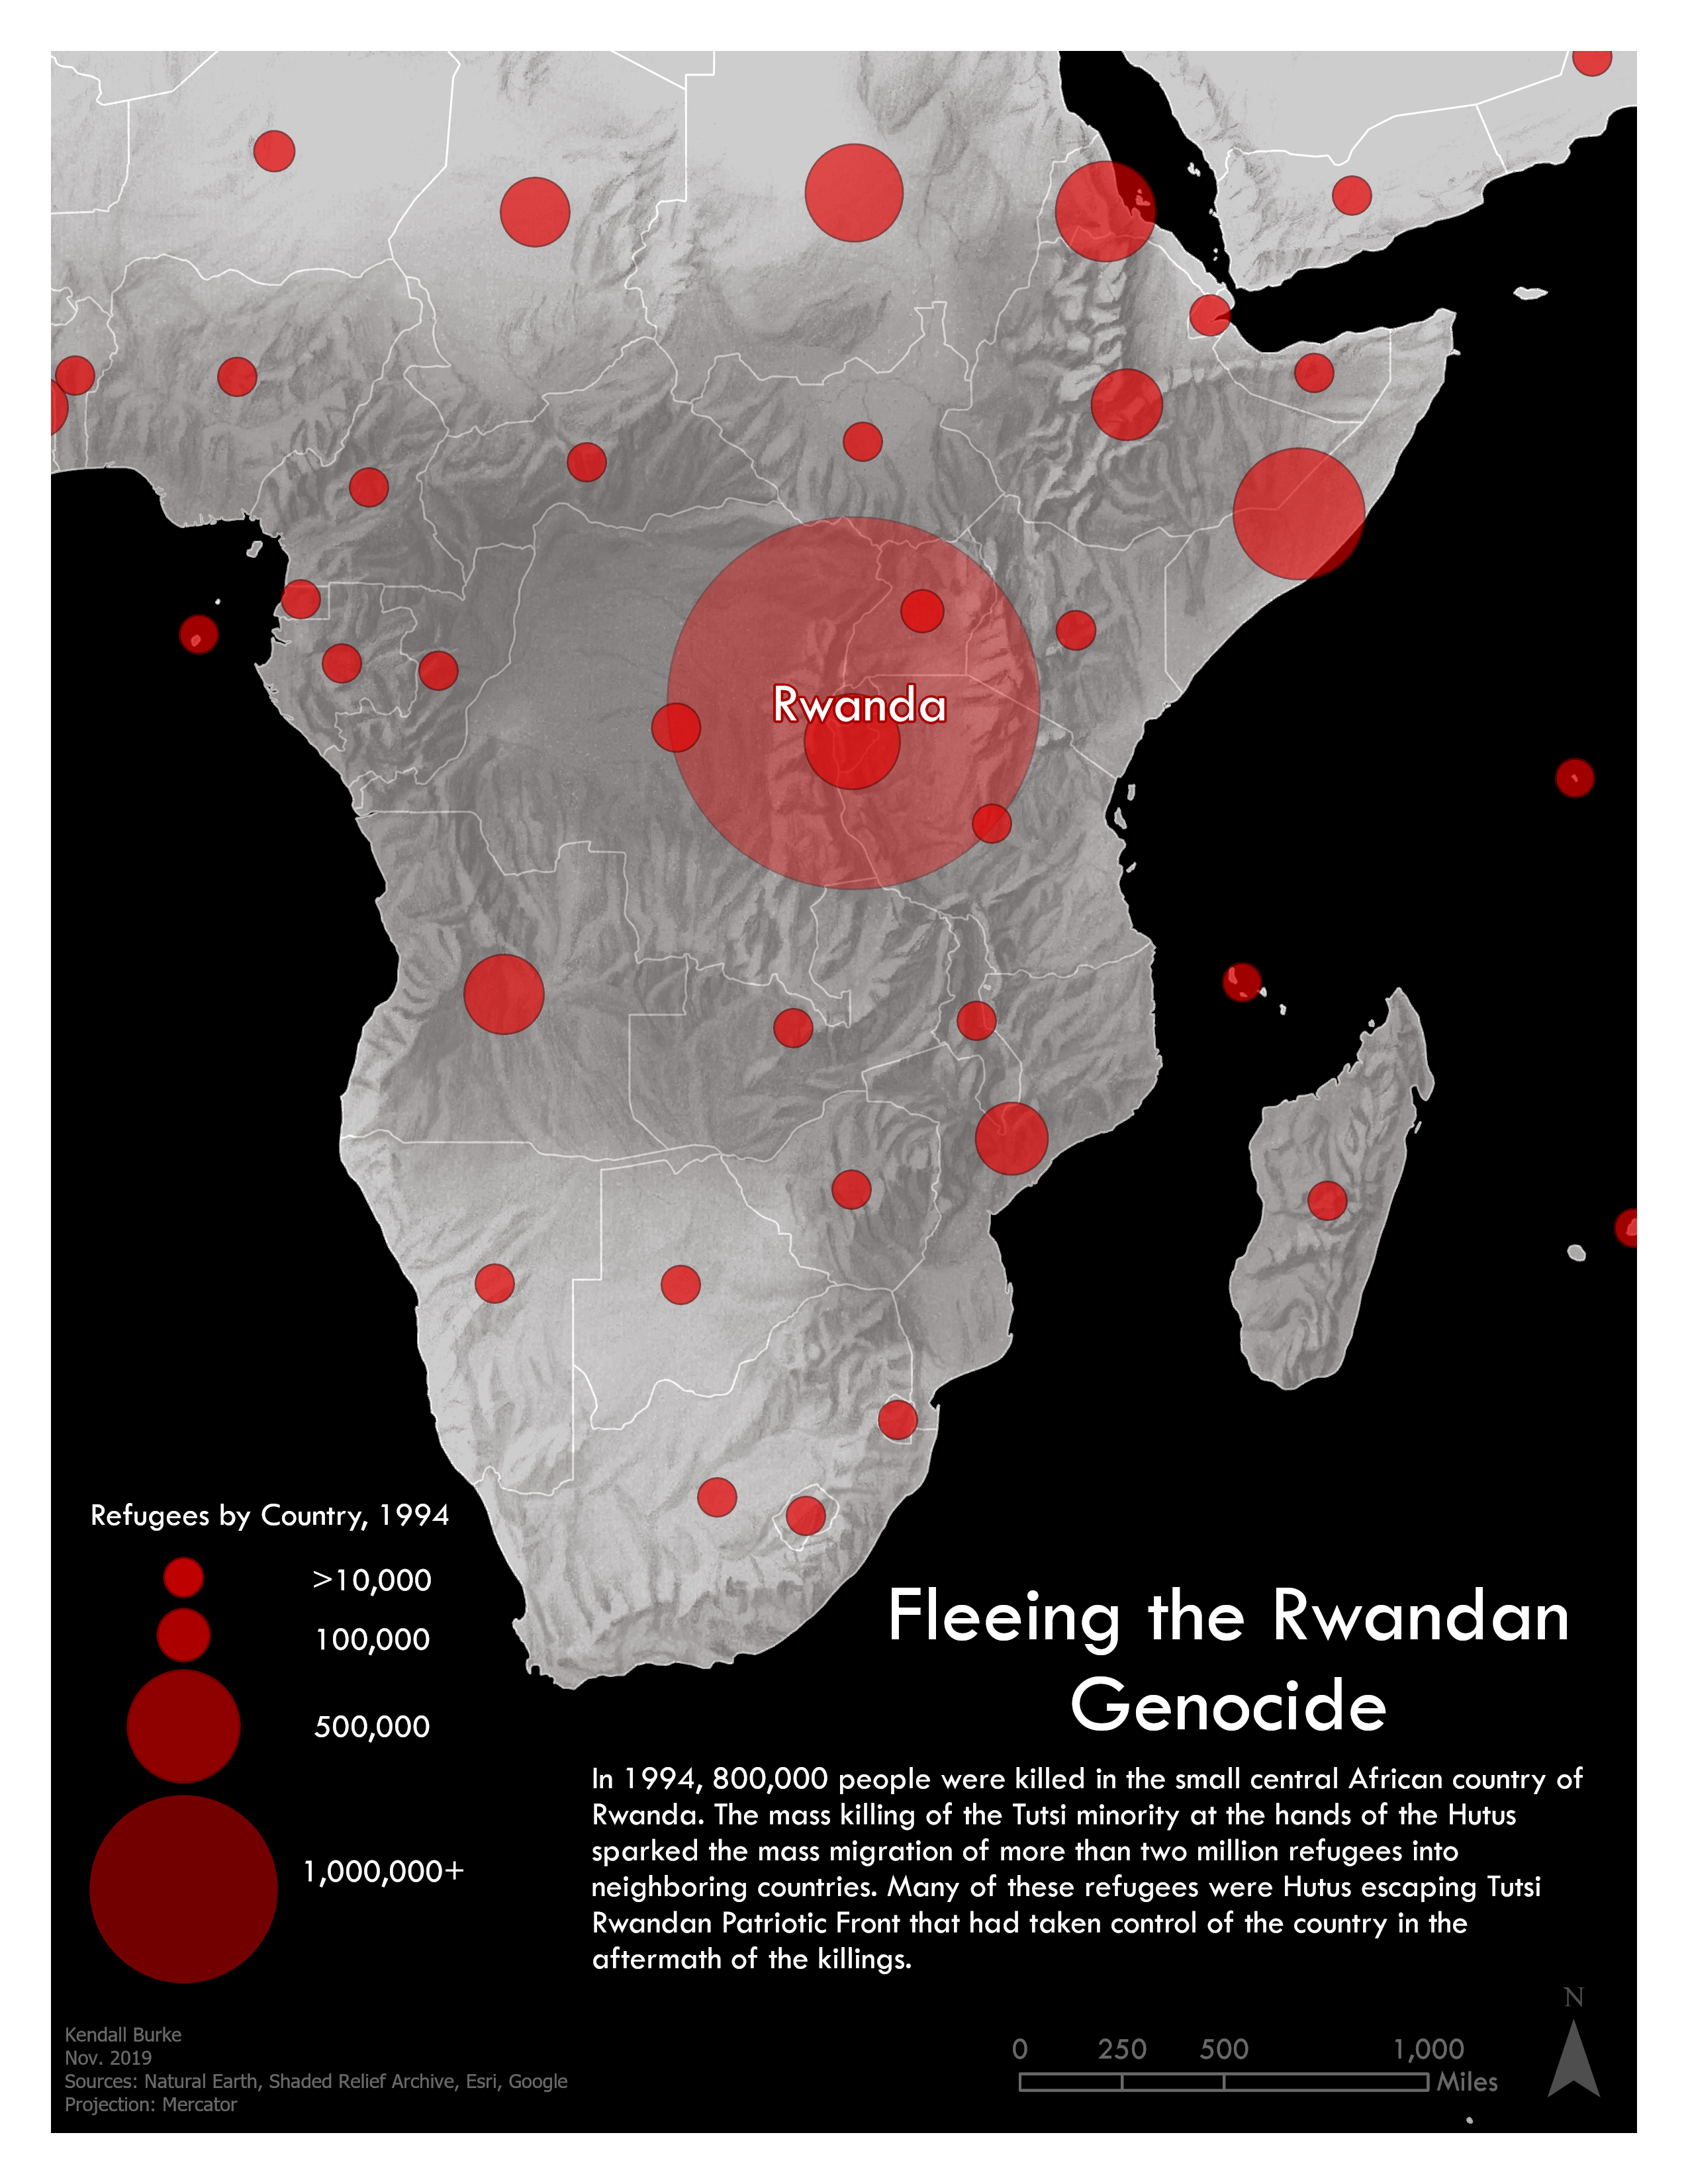 Rwanda
Refugees by Country, 1994
>10,000
100,000
500,000
1,000,000+
Fleeing the Rwandan
Genocide
In 1994, 800,000 people were killed in the small central African country of
Rwanda. The mass killing of the Tutsi minority at the hands of the Hutus
sparked the mass migration of more than two million refugees into
neighboring countries. Many of these refugees were Hutus escaping Tutsi
Rwandan Patriotic Front that had taken control of the country in the
aftermath of the killings.
Kendall Burke
Nov. 2019
Sources: Natural Earth, Shaded Relief Archive, Esri, Google
Projection: Mercator
0 250 500 1,000
Miles
N